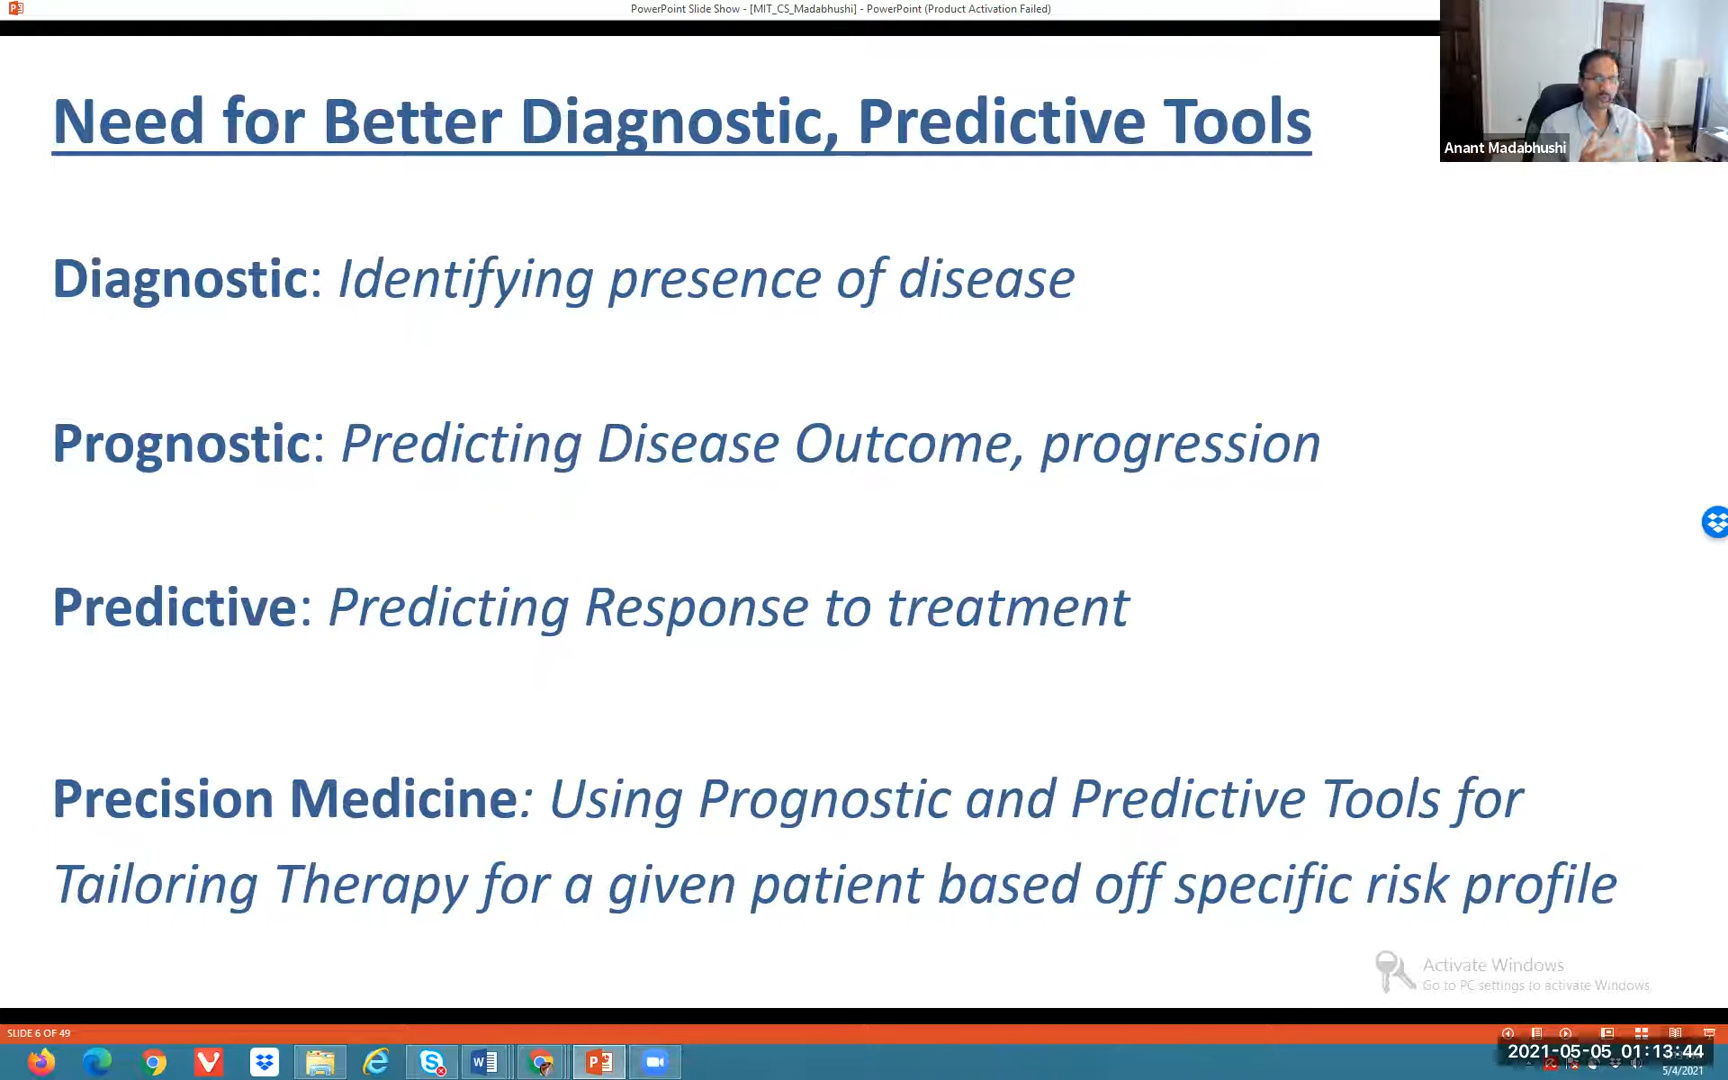 PowerPoint Slide Show - [MIT_CS_Madabhushi] - PowerPoint (Product Activation Failed)
Need for Better Diagnostic, Predictive Tools
Anant Madabhushi
Diagnostic: Identifying presence of disease
Prognostic: Predicting Disease Outcome, progression
Predictive: Predicting Response to treatment
Precision Medicine: Using Prognostic and Predictive Tools for
Tailoring Therapy for a given patient based off specific risk profile
Activate Windows
Go to PC settings to activate Windows
SLIDE 6 OF 49
2021-05-05 01:13:44
5/4/2021